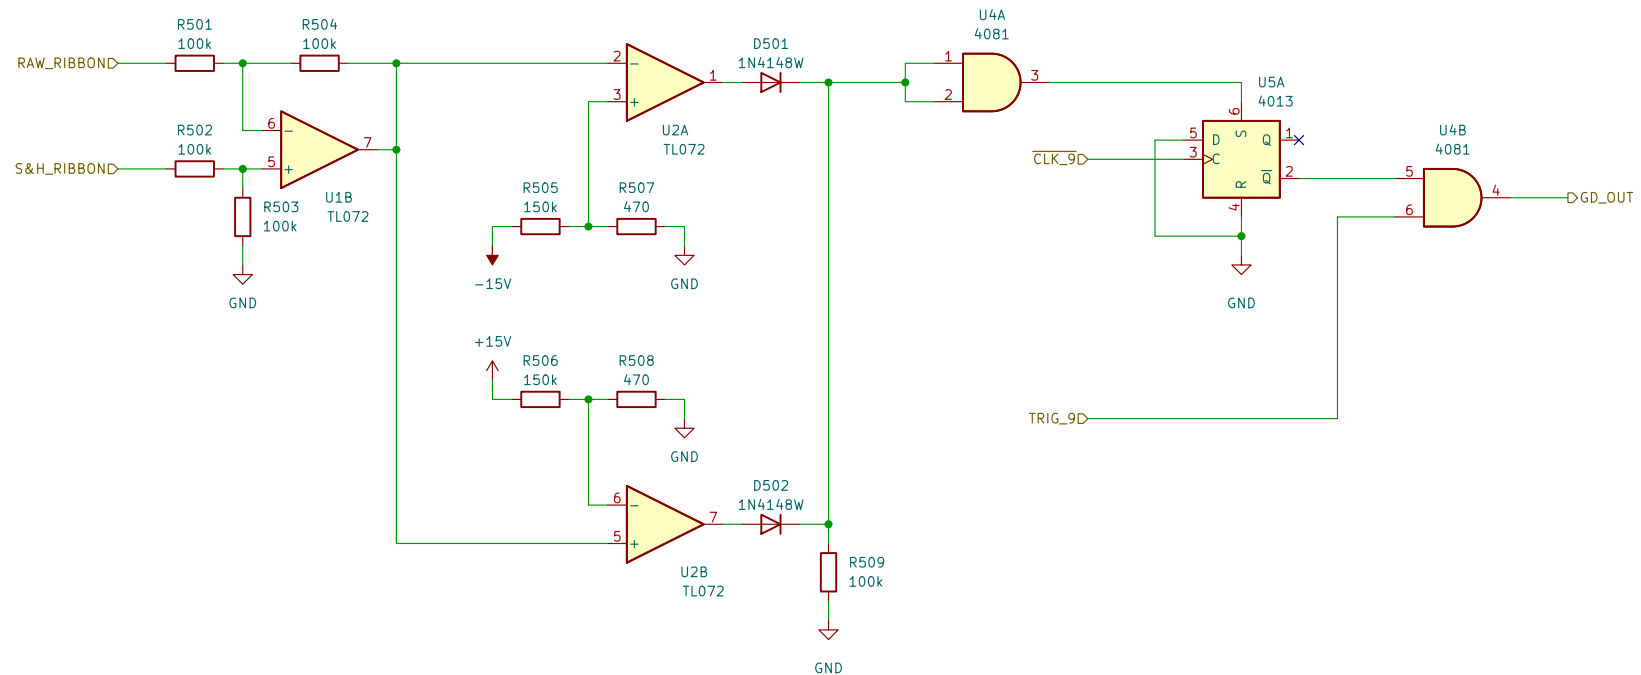 R501
100k
R504
100k
RAW_RIBBON
6
−
7
5
+
R502
100k
S&H_RIBBON
R503
100k
GND
U1B
TL072
2
−
3
+
1
U2A
TL072
D501
1N4148W
R505
150k
R507
470
-15V
GND
+15V
R506
150k
R508
470
GND
6
−
5
+
7
U2B
TL072
D502
1N4148W
R509
100k
GND
U4A
4081
1
2
3
U5A
4013
6
5 D S Q 1
CLK_9
3 C
R Q 2
4
GND
U4B
4081
5
6
4
GD_OUT
TRIG_9